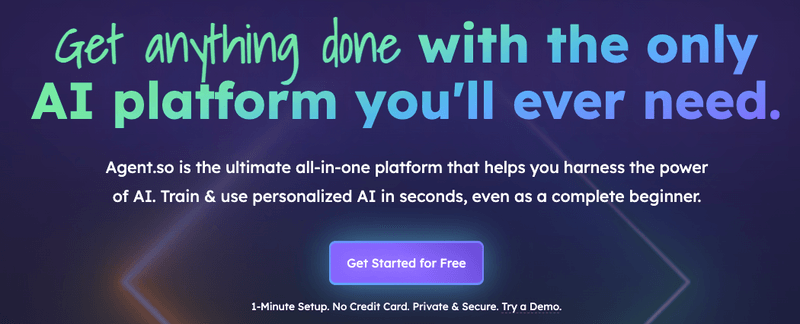 Get anything done with the only
AI platform you'll ever need.
Agent.so is the ultimate all-in-one platform that helps you harness the power
of AI. Train & use personalized AI in seconds, even as a complete beginner.
Get Started for Free
1-Minute Setup. No Credit Card. Private & Secure. Try a Demo.